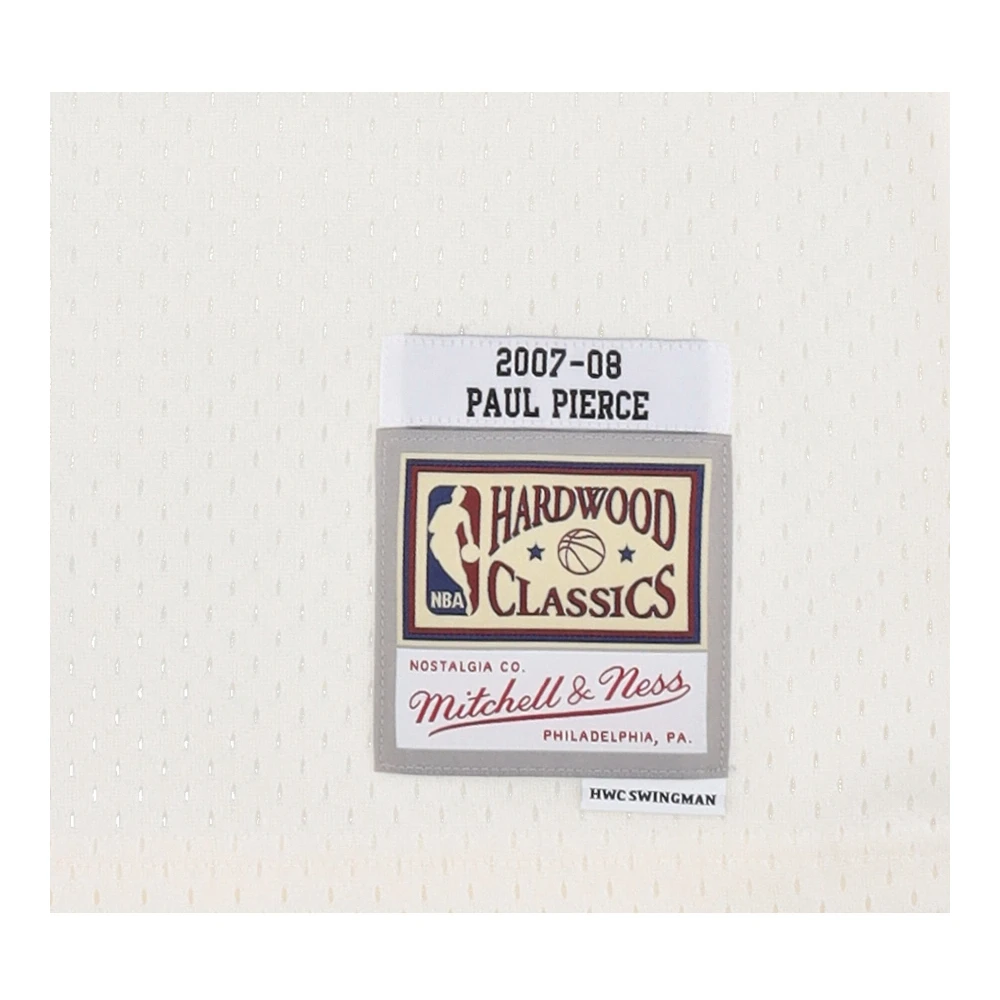 2007-08
PAUL PIERCE
HARDWOOD
CLASSICS
NBA
NOSTALGIA CO.
Mitchell & Ness
PHILADELPHIA, PA.
HWC SWINGMAN